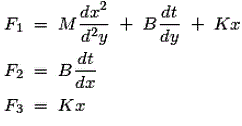 F₁ = M dx²/d²y + B dt/dy + Kx
F₂ = B dt/dx
F₃ = Kx